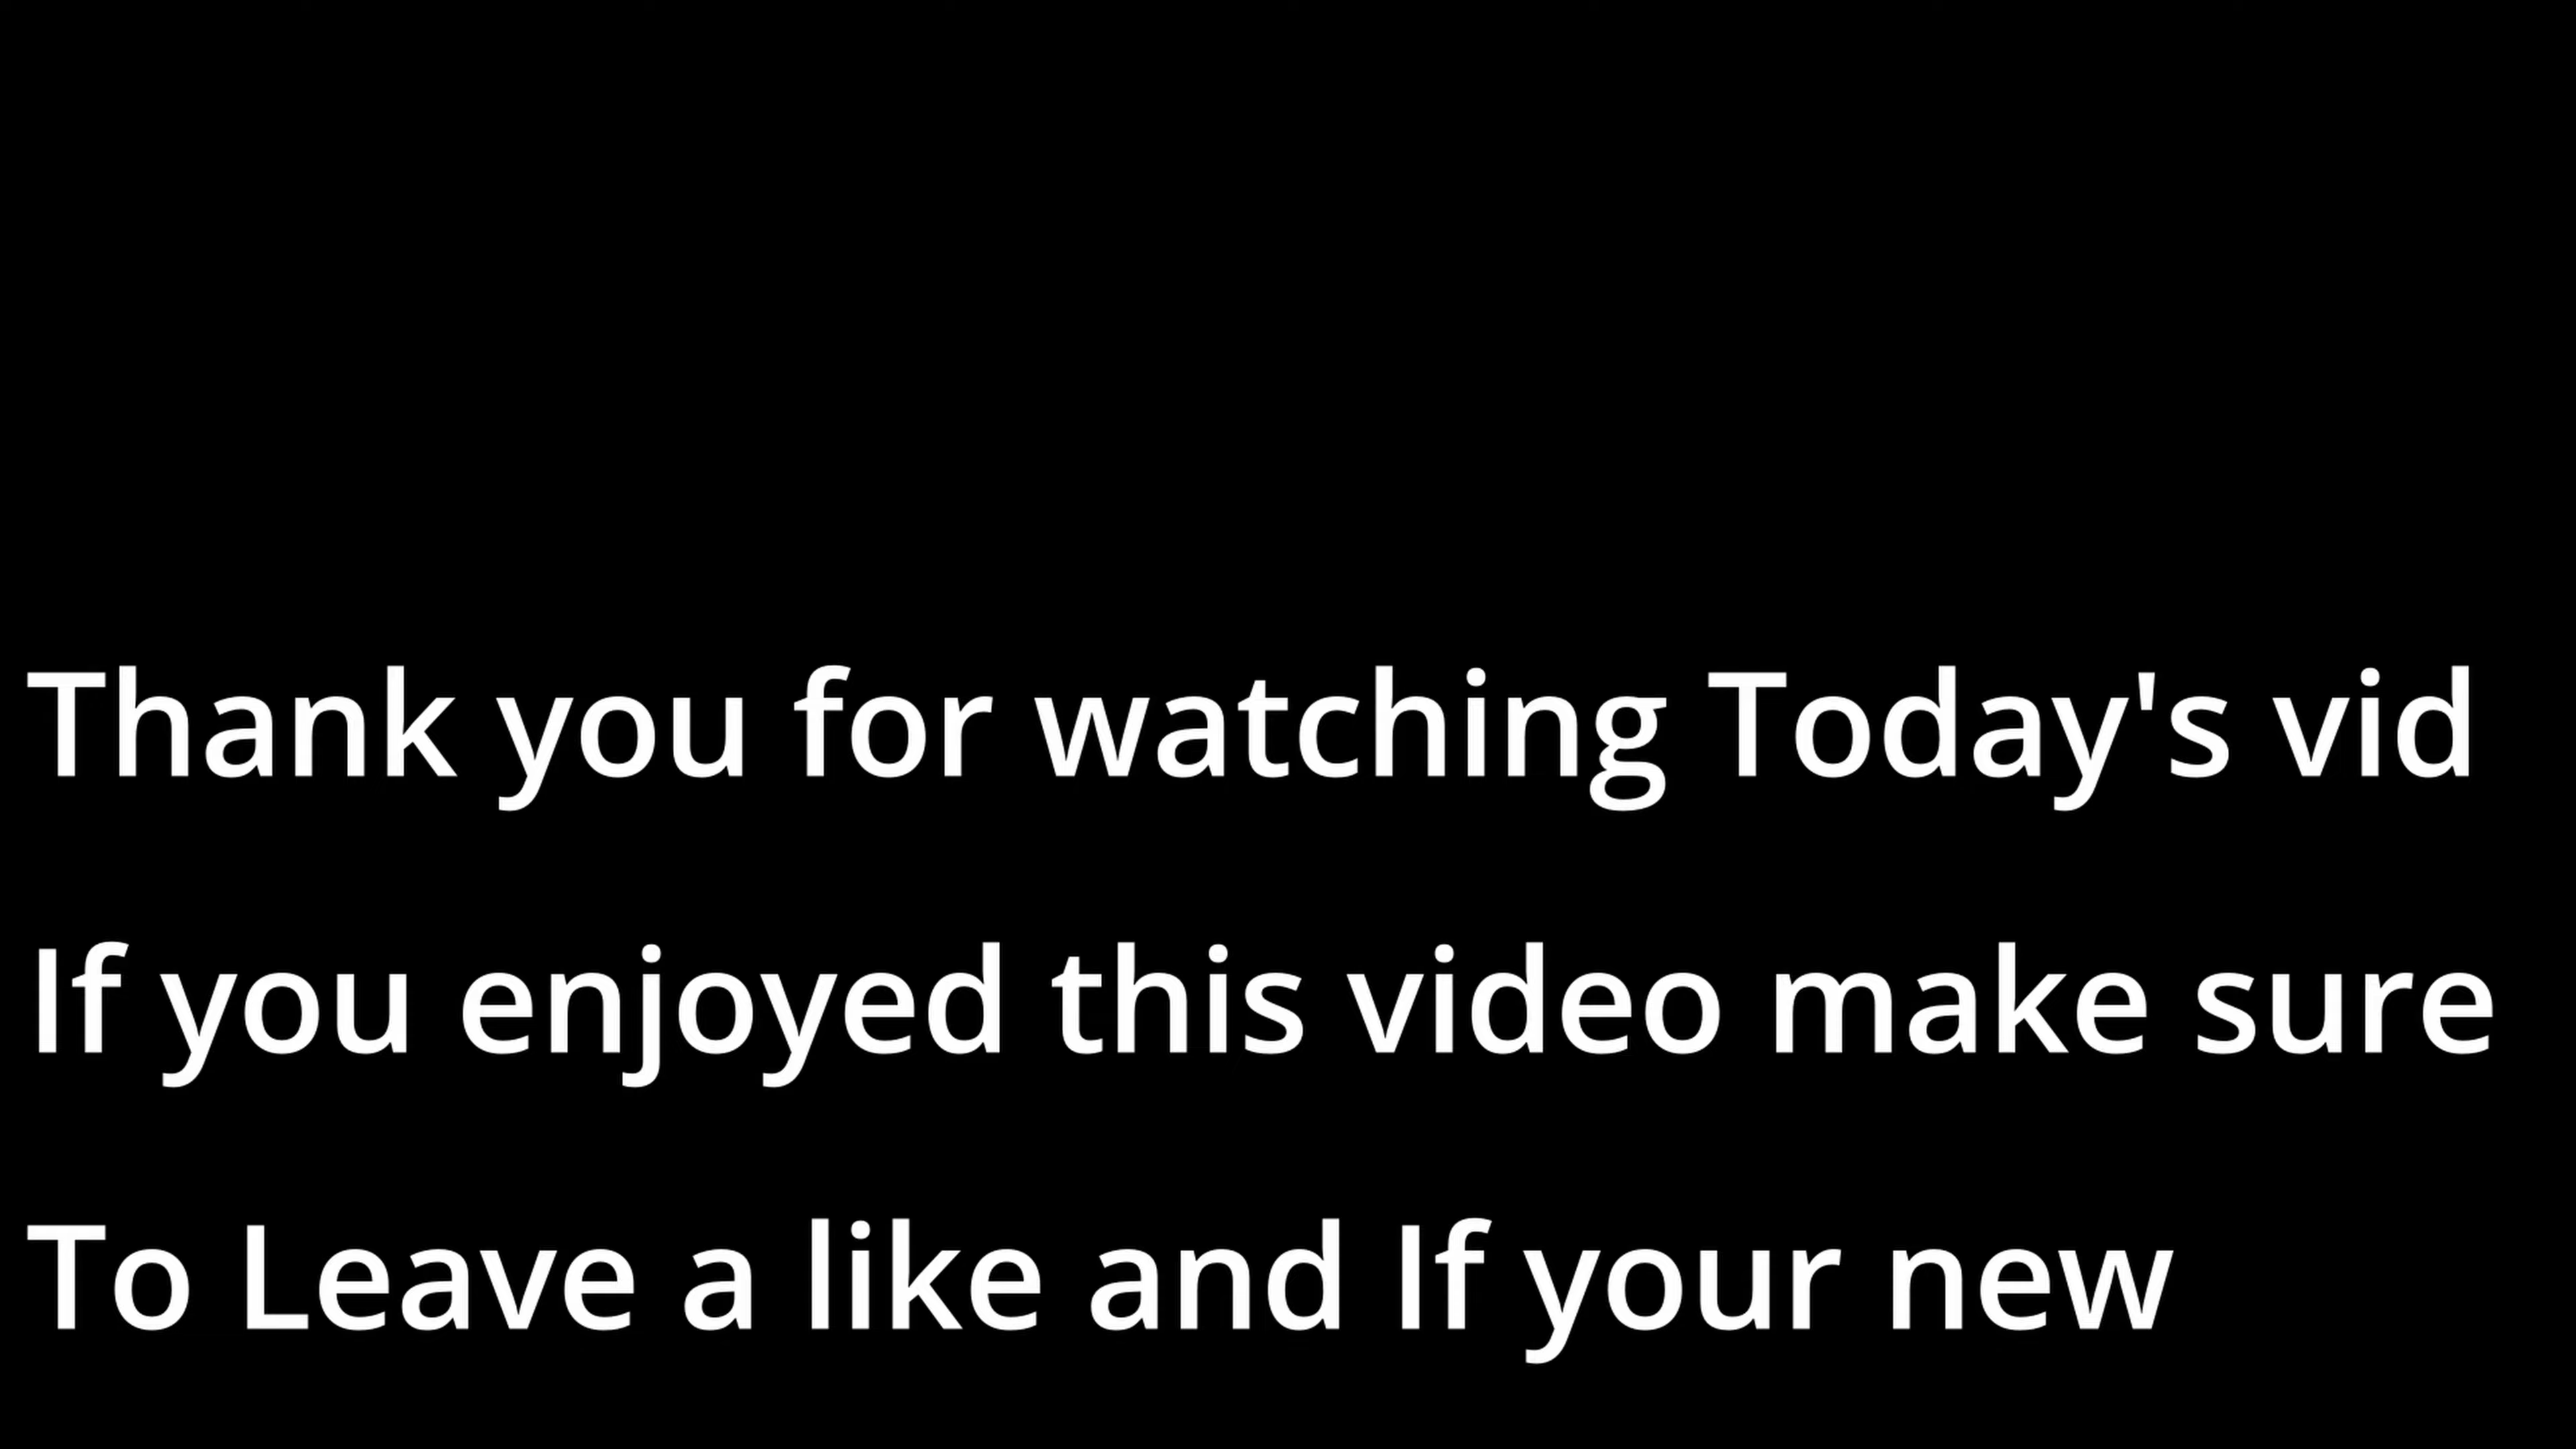 Thank you for watching Today's vid
If you enjoyed this video make sure
To Leave a like and If your new